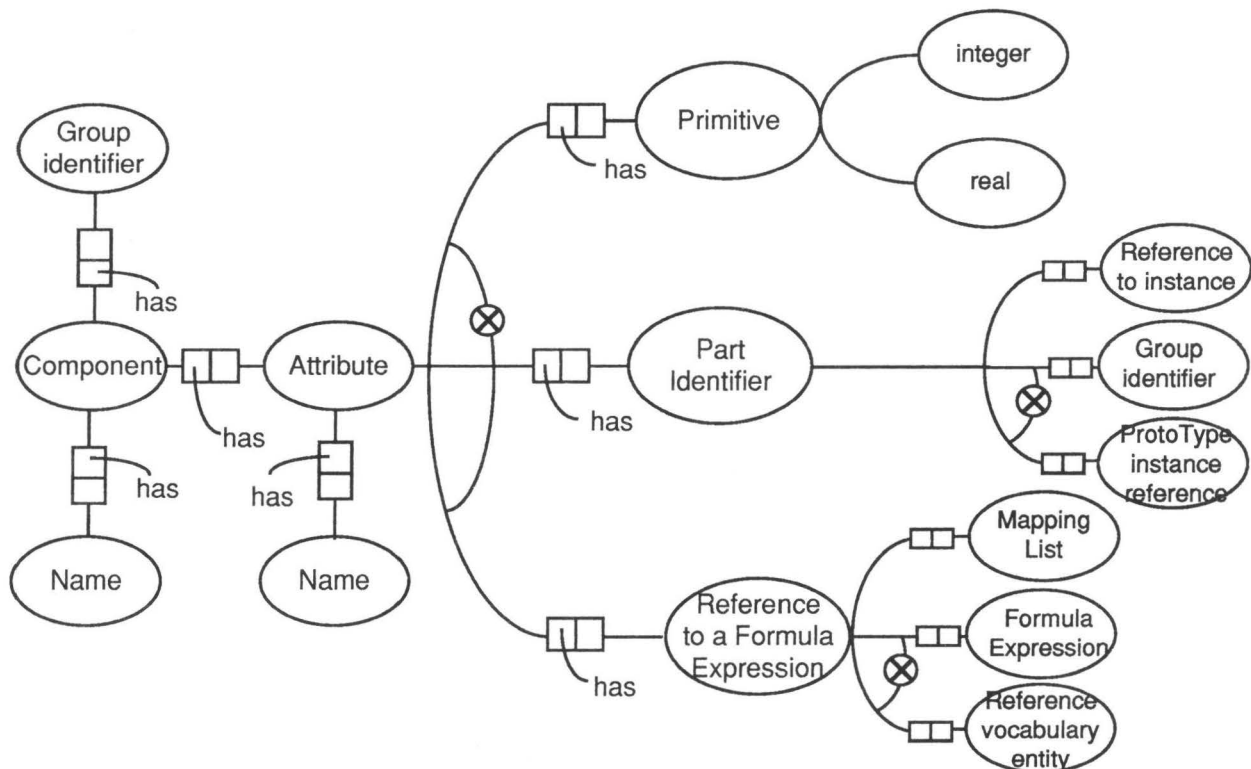 integer
Primitive
has
real
Group
identifier
has
Component
Attribute
has
Part
Identifier
has
Reference
to instance
Group
identifier
ProtoType
instance
reference
has
has
Name
Name
Reference
to a Formula
Expression
has
Mapping
List
Formula
Expression
Reference
vocabulary
entity